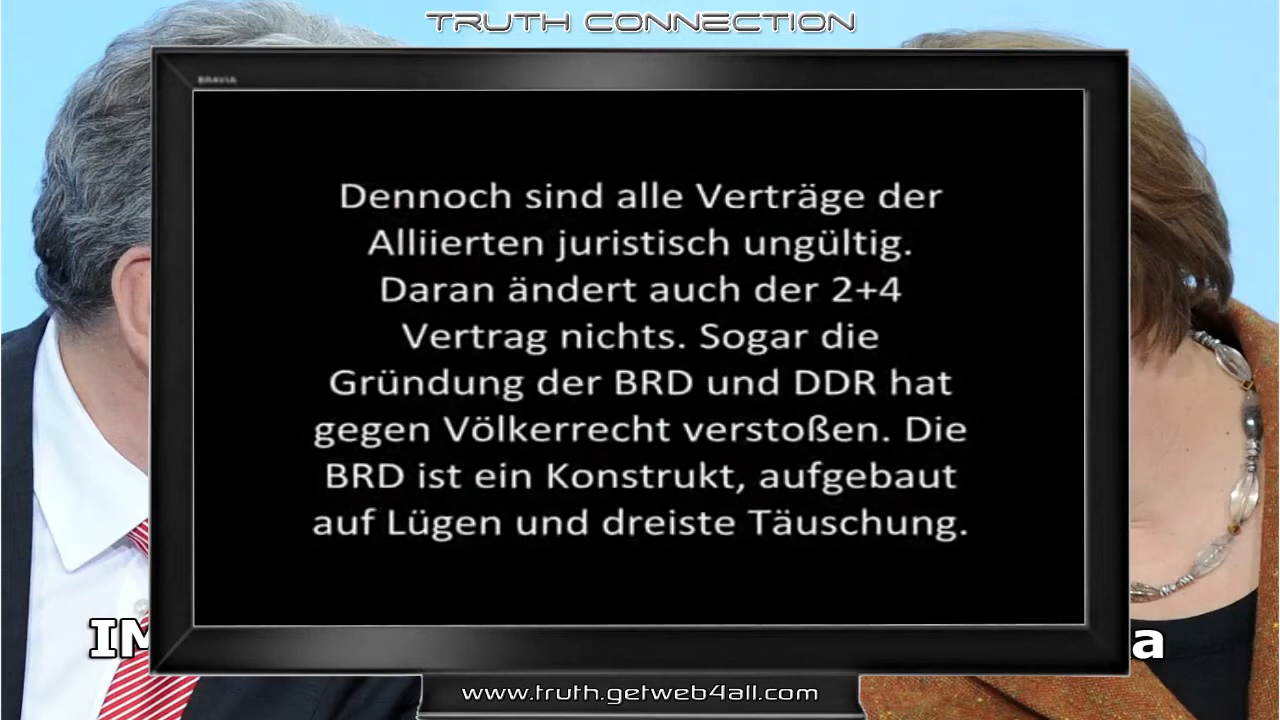 TRUTH CONNECTION
BRAVIA
Dennoch sind alle Verträge der
Alliierten juristisch ungültig.
Daran ändert auch der 2+4
Vertrag nichts. Sogar die
Gründung der BRD und DDR hat
gegen Völkerrecht verstoßen. Die
BRD ist ein Konstrukt, aufgebaut
auf Lügen und dreiste Täuschung.
www.truth.getweb4all.com